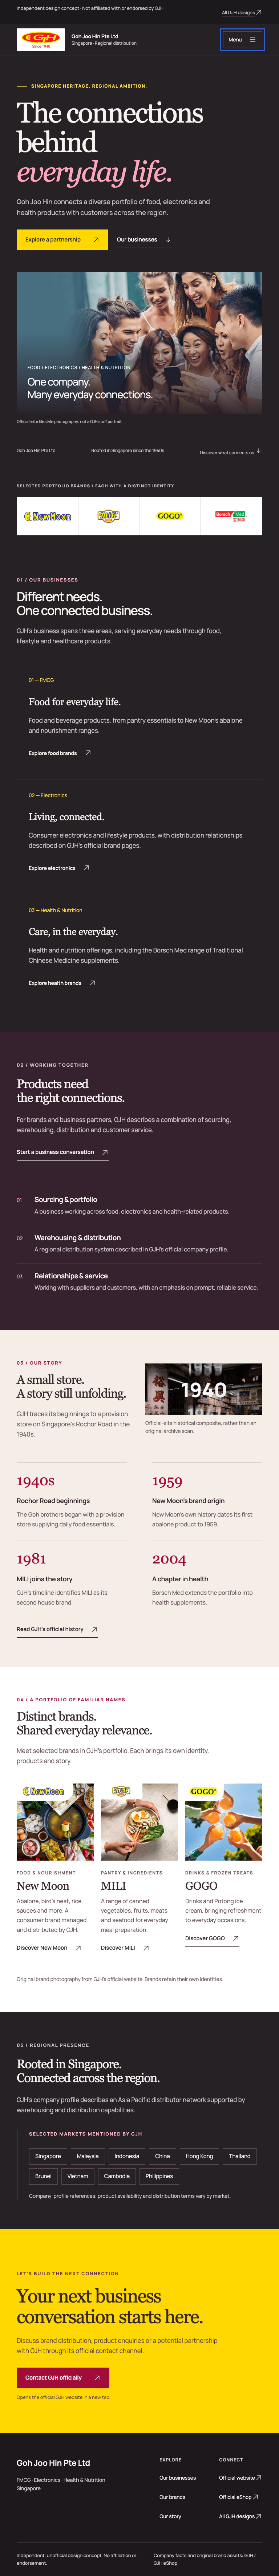 Independent design concept · Not affiliated with or endorsed by GJH
All GJH designs
GJH
Since 1940
Goh Joo Hin Pte Ltd
Singapore · Regional distribution
Menu
SINGAPORE HERITAGE. REGIONAL AMBITION.
The connections
behind
everyday life.
Goh Joo Hin connects a diverse portfolio of food, electronics and
health products with customers across the region.
Explore a partnership
Our businesses
FOOD / ELECTRONICS / HEALTH & NUTRITION
One company.
Many everyday connections.
Official-site lifestyle photography; not a GJH staff portrait.
Goh Joo Hin Pte Ltd
Rooted in Singapore since the 1940s
Discover what connects us
SELECTED PORTFOLIO BRANDS / EACH WITH A DISTINCT IDENTITY
New Moon
Mili
GOGO
Borsch Med
01 / OUR BUSINESSES
Different needs.
One connected business.
GJH's business spans three areas, serving everyday needs through food,
lifestyle and healthcare products.
01 — FMCG
Food for everyday life.
Food and beverage products, from pantry essentials to New Moon's abalone
and nourishment ranges.
Explore food brands
02 — Electronics
Living, connected.
Consumer electronics and lifestyle products, with distribution relationships
described on GJH's official brand pages.
Explore electronics
03 — Health & Nutrition
Care, in the everyday.
Health and nutrition offerings, including the Borsch Med range of Traditional
Chinese Medicine supplements.
Explore health brands
02 / WORKING TOGETHER
Products need
the right connections.
For brands and business partners, GJH describes a combination of sourcing,
warehousing, distribution and customer service.
Start a business conversation
01
Sourcing & portfolio
A business working across food, electronics and health-related products.
02
Warehousing & distribution
A regional distribution system described in GJH's official company profile.
03
Relationships & service
Working with suppliers and customers, with an emphasis on prompt, reliable service.
03 / OUR STORY
A small store.
A story still unfolding.
GJH traces its beginnings to a provision
store on Singapore's Rochor Road in the
1940s.
1940
Official-site historical composite, rather than an
original archive scan.
1940s
Rochor Road beginnings
The Goh brothers began with a provision
store supplying daily food essentials.
1959
New Moon's brand origin
New Moon's own history dates its first
abalone product to 1959.
1981
MILI joins the story
GJH's timeline identifies MILI as its
second house brand.
2004
A chapter in health
Borsch Med extends the portfolio into
health supplements.
Read GJH's official history
04 / A PORTFOLIO OF FAMILIAR NAMES
Distinct brands.
Shared everyday relevance.
Meet selected brands in GJH's portfolio. Each brings its own identity,
products and story.
New Moon
Mili
GOGO
FOOD & NOURISHMENT
New Moon
Abalone, bird's nest, rice,
sauces and more. A
consumer brand managed
and distributed by GJH.
Discover New Moon
PANTRY & INGREDIENTS
MILI
A range of canned
vegetables, fruits, meats
and seafood for everyday
meal preparation.
Discover MILI
DRINKS & FROZEN TREATS
GOGO
Drinks and Potong ice
cream, bringing refreshment
to everyday occasions.
Discover GOGO
Original brand photography from GJH's official website. Brands retain their own identities.
05 / REGIONAL PRESENCE
Rooted in Singapore.
Connected across the region.
GJH's company profile describes an Asia Pacific distributor network supported by
warehousing and distribution capabilities.
SELECTED MARKETS MENTIONED BY GJH
Singapore
Malaysia
Indonesia
China
Hong Kong
Thailand
Brunei
Vietnam
Cambodia
Philippines
Company-profile references; product availability and distribution terms vary by market.
LET'S BUILD THE NEXT CONNECTION
Your next business
conversation starts here.
Discuss brand distribution, product enquiries or a potential partnership
with GJH through its official contact channel.
Contact GJH officially
Opens the official GJH website in a new tab.
Goh Joo Hin Pte Ltd
FMCG · Electronics · Health & Nutrition
Singapore
EXPLORE
Our businesses
Our brands
Our story
CONNECT
Official website
Official eShop
All GJH designs
Independent, unofficial design concept. No affiliation or
endorsement.
Company facts and original brand assets: GJH /
GJH eShop.